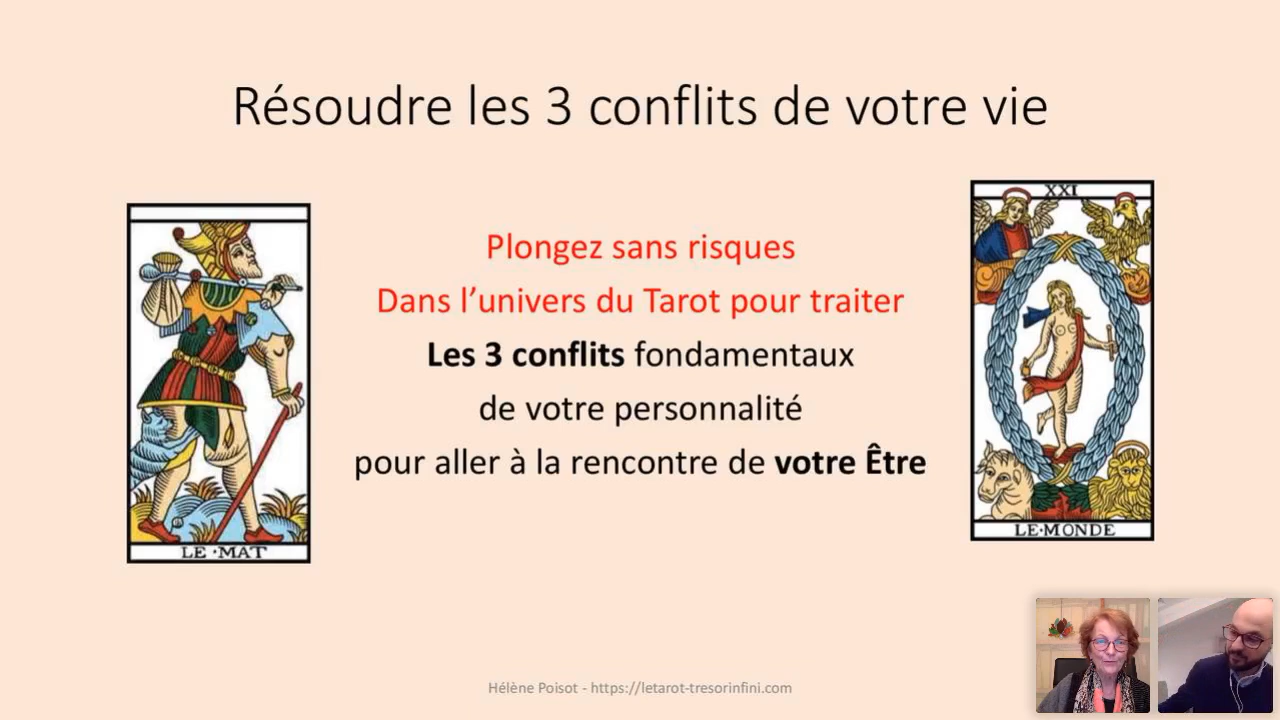 Résoudre les 3 conflits de votre vie
XXI
Plongez sans risques
Dans l’univers du Tarot pour traiter
Les 3 conflits fondamentaux
de votre personnalité
pour aller à la rencontre de votre Être
LE•MAT
LE•MONDE
Hélène Poisot - https://letarot-tresorinfini.com